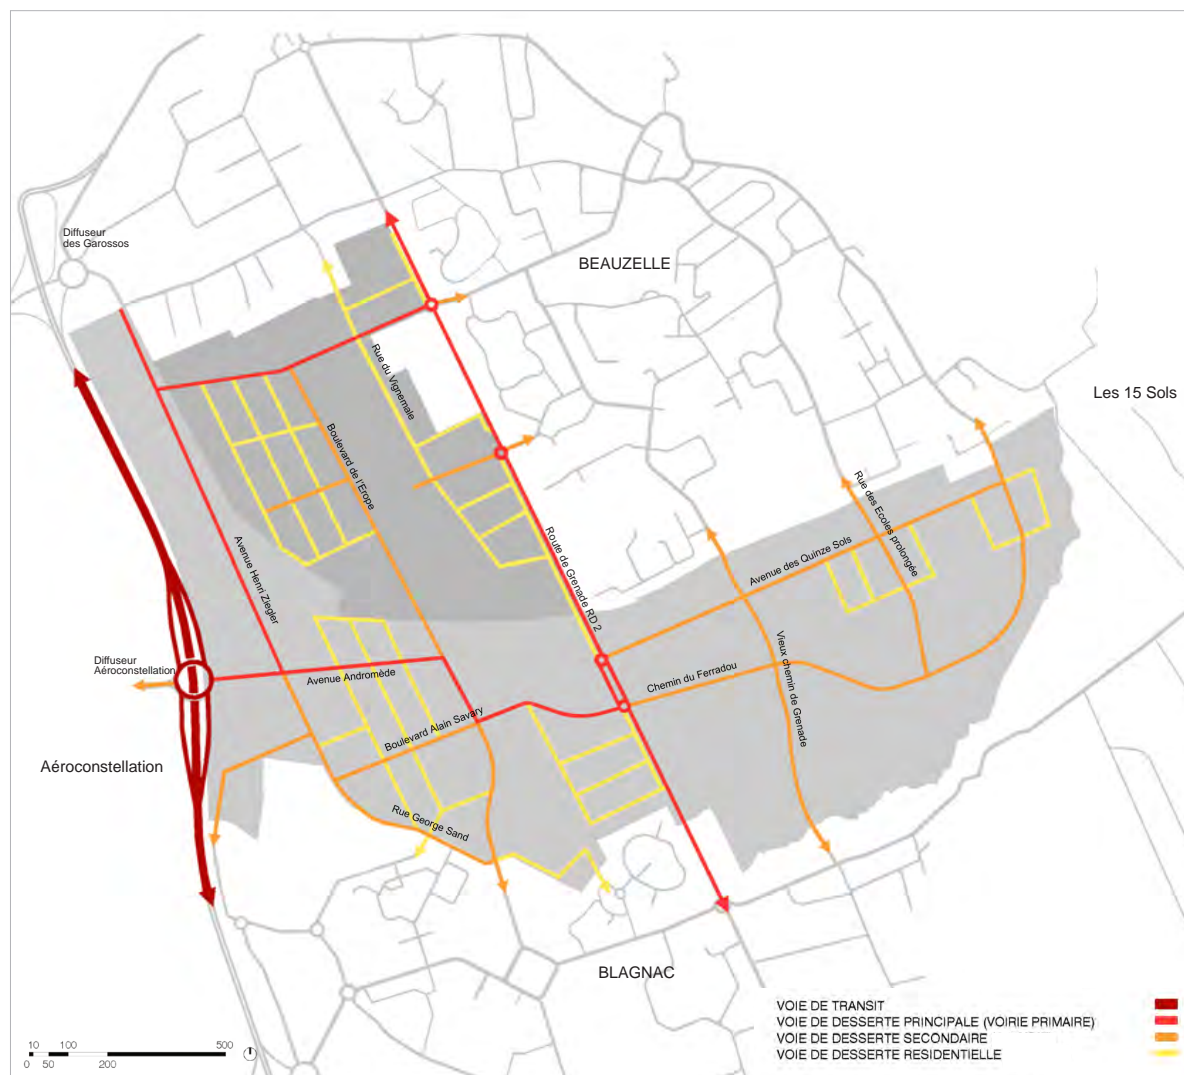 Diffuseur
des Garossos
BEAUZELLE
Les 15 Sols
Rue du Vignemale
Boulevard de l'Erope
Rue des Ecoles prolongée
Avenue Henri Ziegler
Route de Grenade RD 2
Avenue des Quinze Sols
Diffuseur
Aéroconstellation
Avenue Andromède
Chemin du Ferradou
Vieux chemin de Grenade
Boulevard Alain Savary
Aéroconstellation
Rue George Sand
BLAGNAC
VOIE DE TRANSIT
VOIE DE DESSERTE PRINCIPALE (VOIRIE PRIMAIRE)
VOIE DE DESSERTE SECONDAIRE
VOIE DE DESSERTE RESIDENTIELLE
10 100 500
0 50 200